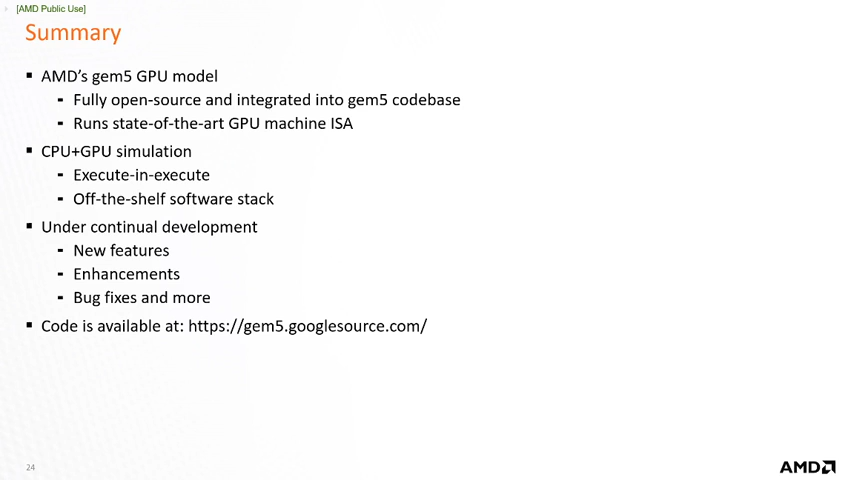 [AMD Public Use]
Summary
▪ AMD’s gem5 GPU model
- Fully open-source and integrated into gem5 codebase
- Runs state-of-the-art GPU machine ISA
▪ CPU+GPU simulation
- Execute-in-execute
- Off-the-shelf software stack
▪ Under continual development
- New features
- Enhancements
- Bug fixes and more
▪ Code is available at: https://gem5.googlesource.com/
24
AMD